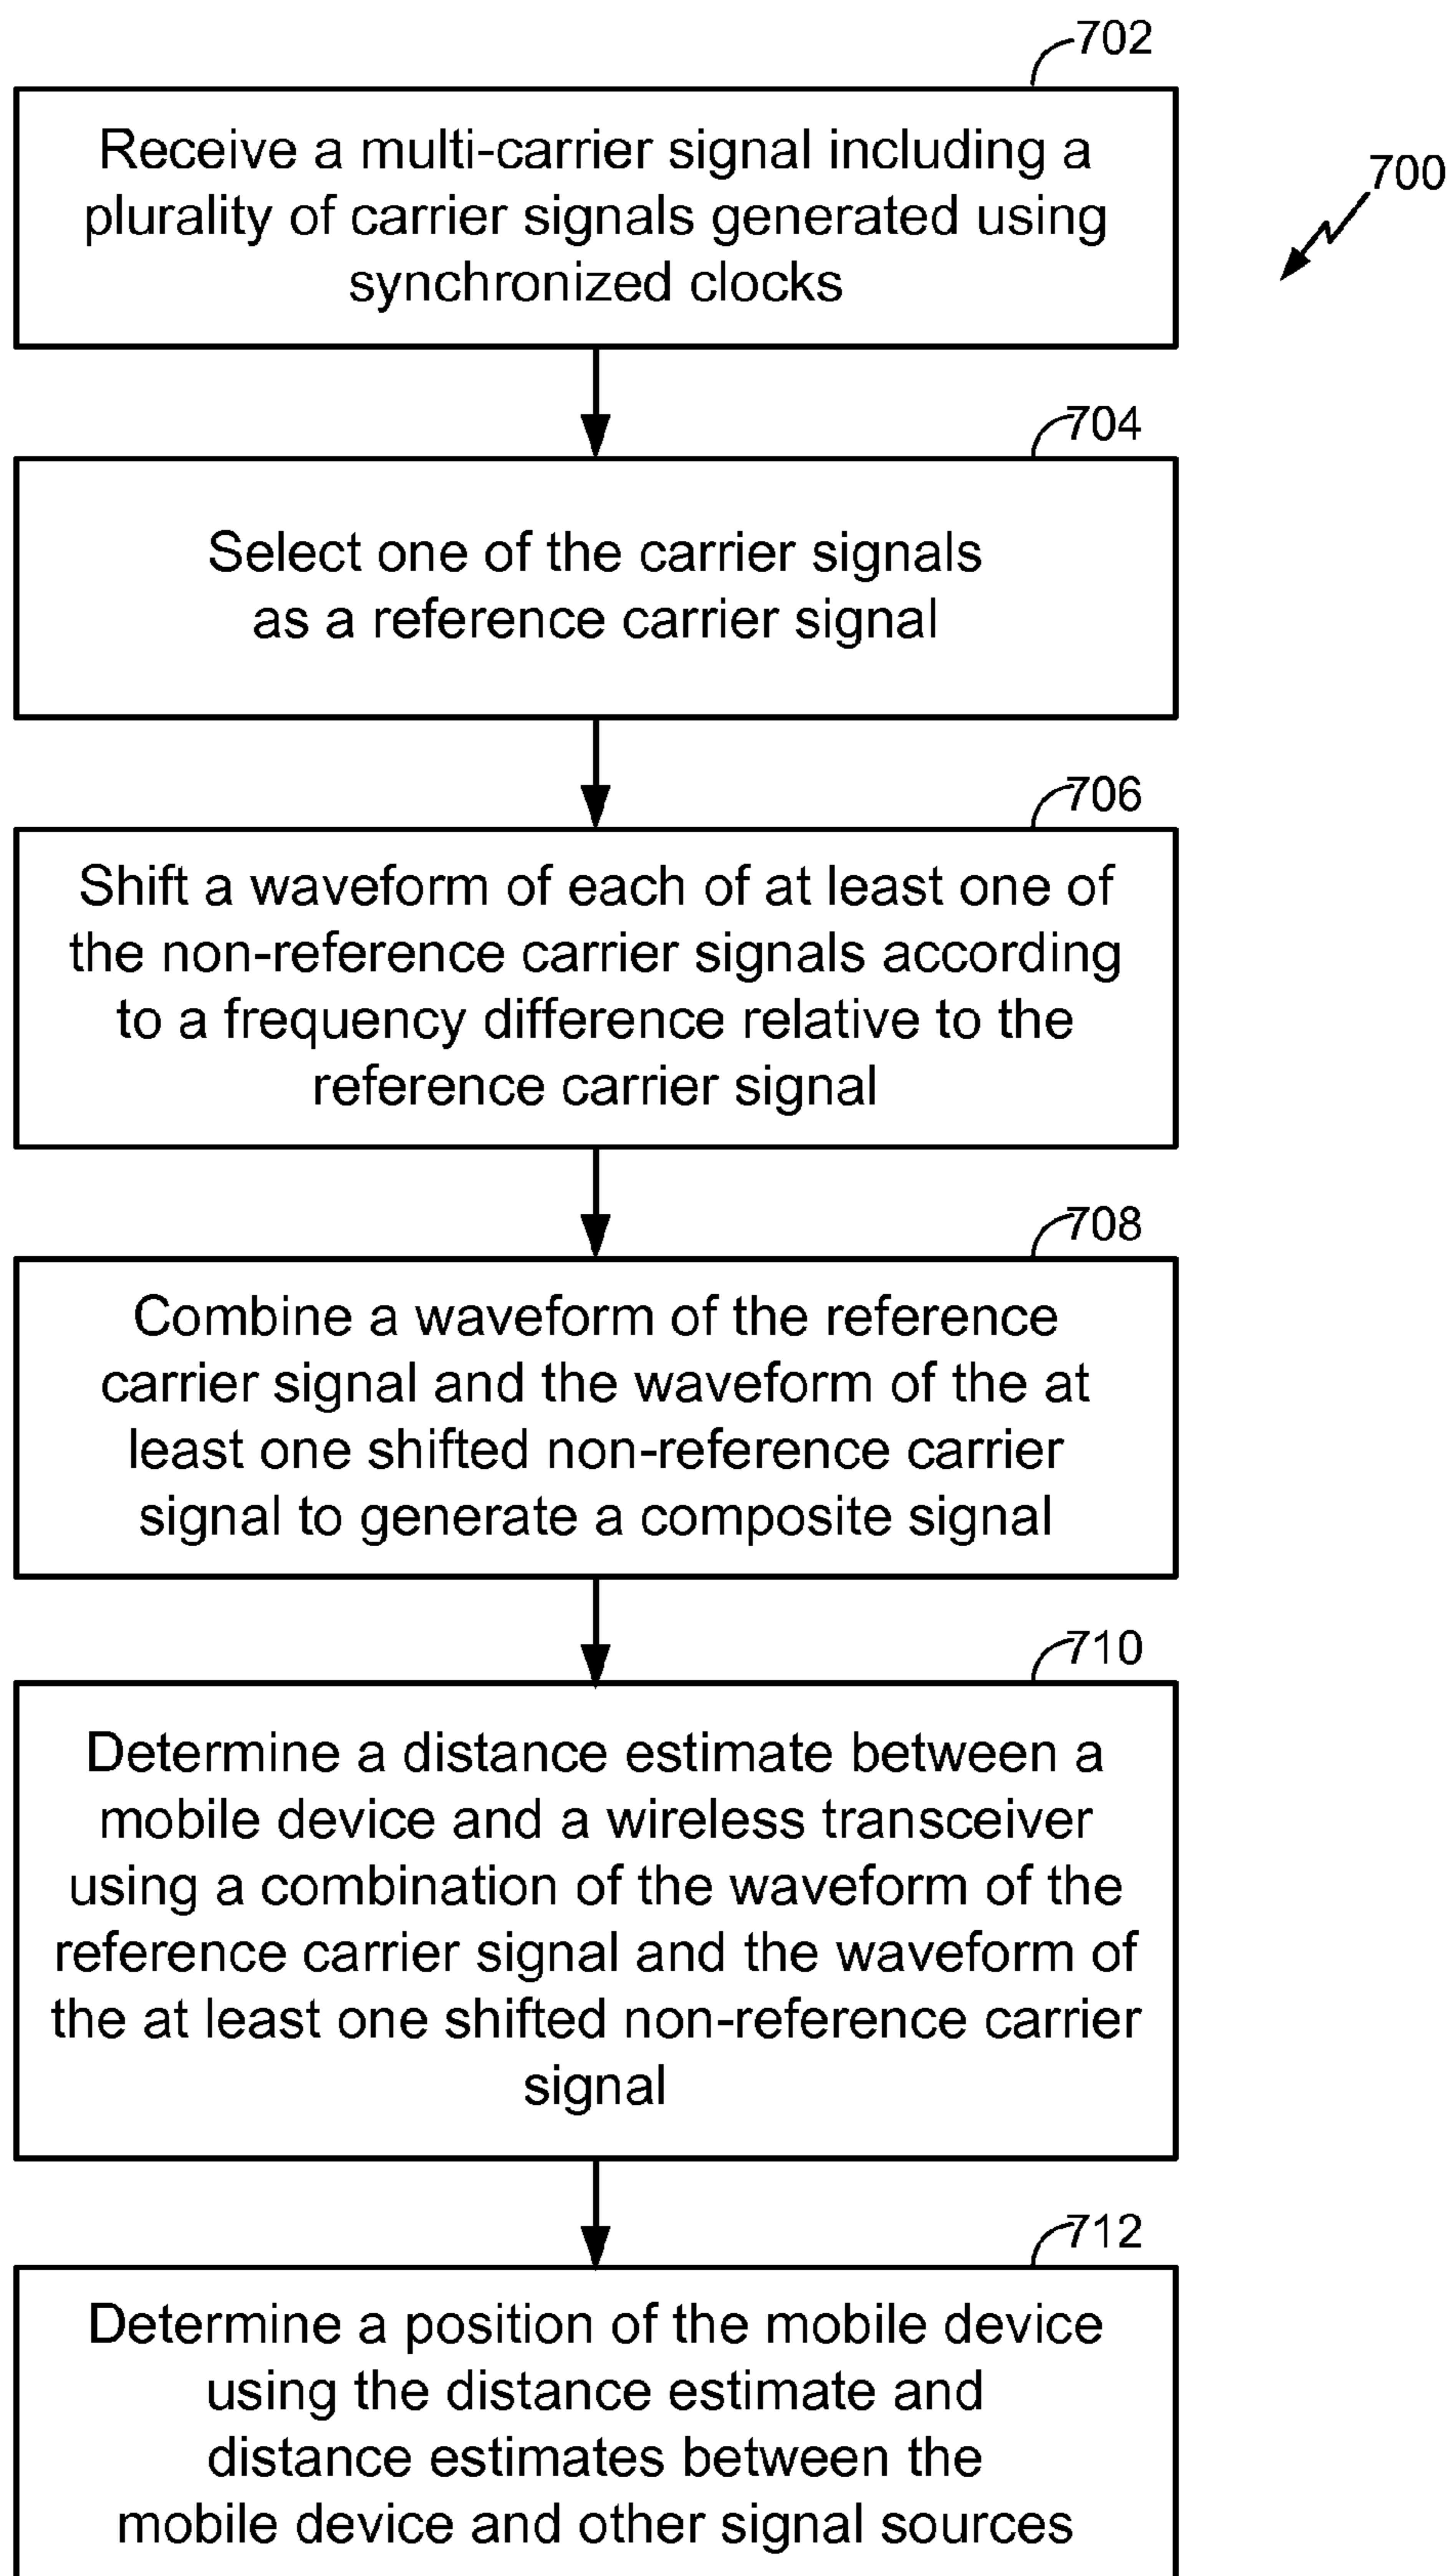 702
Receive a multi-carrier signal including a
plurality of carrier signals generated using
synchronized clocks
700
704
Select one of the carrier signals
as a reference carrier signal
706
Shift a waveform of each of at least one of
the non-reference carrier signals according
to a frequency difference relative to the
reference carrier signal
708
Combine a waveform of the reference
carrier signal and the waveform of the at
least one shifted non-reference carrier
signal to generate a composite signal
710
Determine a distance estimate between a
mobile device and a wireless transceiver
using a combination of the waveform of the
reference carrier signal and the waveform of
the at least one shifted non-reference carrier
signal
712
Determine a position of the mobile device
using the distance estimate and
distance estimates between the
mobile device and other signal sources